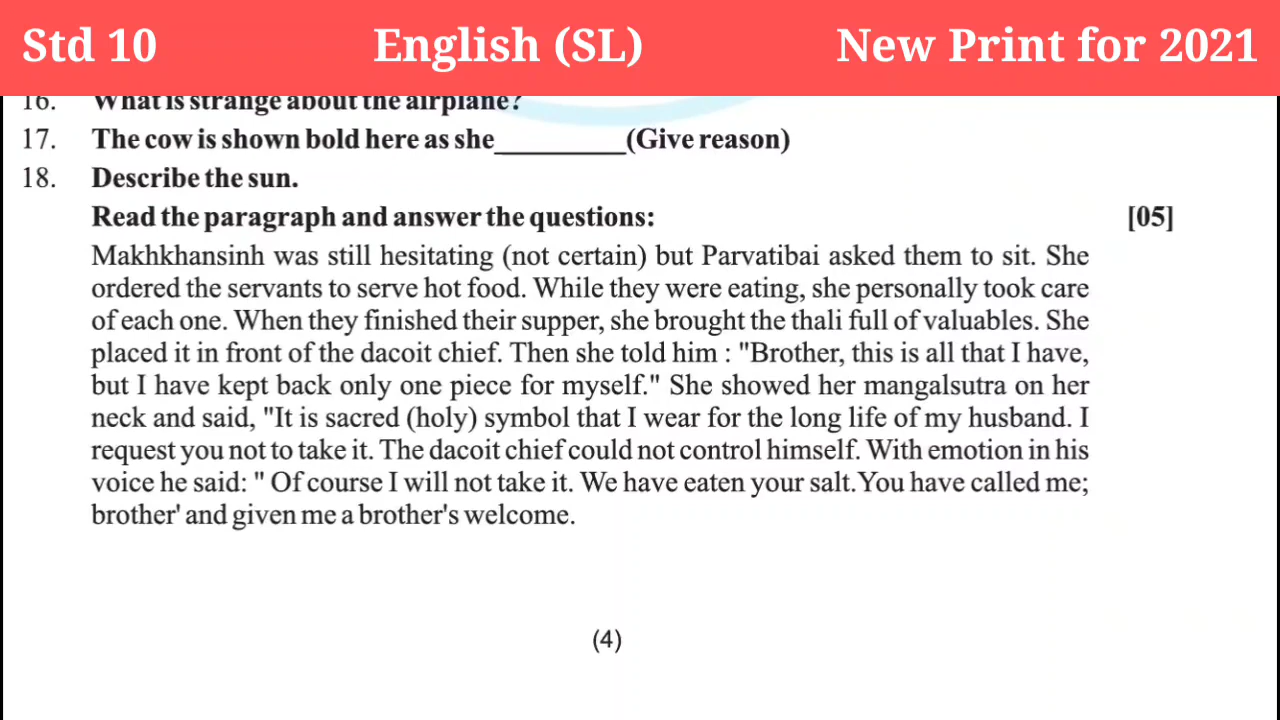 Std 10 English (SL) New Print for 2021
16. What is strange about the airplane?
17. The cow is shown bold here as she_________(Give reason)
18. Describe the sun.
Read the paragraph and answer the questions: [05]
Makhkhansinh was still hesitating (not certain) but Parvatibai asked them to sit. She
ordered the servants to serve hot food. While they were eating, she personally took care
of each one. When they finished their supper, she brought the thali full of valuables. She
placed it in front of the dacoit chief. Then she told him : "Brother, this is all that I have,
but I have kept back only one piece for myself." She showed her mangalsutra on her
neck and said, "It is sacred (holy) symbol that I wear for the long life of my husband. I
request you not to take it. The dacoit chief could not control himself. With emotion in his
voice he said: " Of course I will not take it. We have eaten your salt.You have called me;
brother' and given me a brother's welcome.
(4)